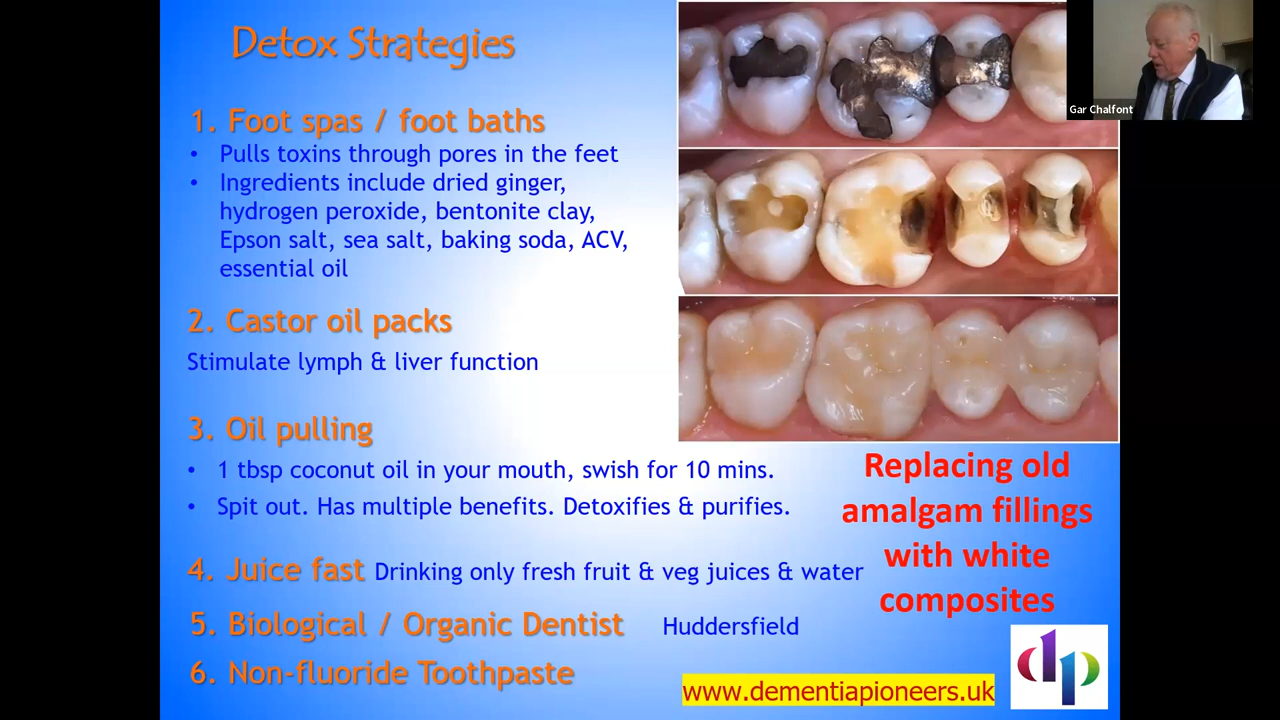 Detox Strategies
1. Foot spas / foot baths
• Pulls toxins through pores in the feet
• Ingredients include dried ginger,
hydrogen peroxide, bentonite clay,
Epson salt, sea salt, baking soda, ACV,
essential oil
2. Castor oil packs
Stimulate lymph & liver function
3. Oil pulling
• 1 tbsp coconut oil in your mouth, swish for 10 mins.
• Spit out. Has multiple benefits. Detoxifies & purifies.
4. Juice fast Drinking only fresh fruit & veg juices & water
5. Biological / Organic Dentist Huddersfield
6. Non-fluoride Toothpaste
Gar Chalfont
Replacing old
amalgam fillings
with white
composites
www.dementiapioneers.uk
dp